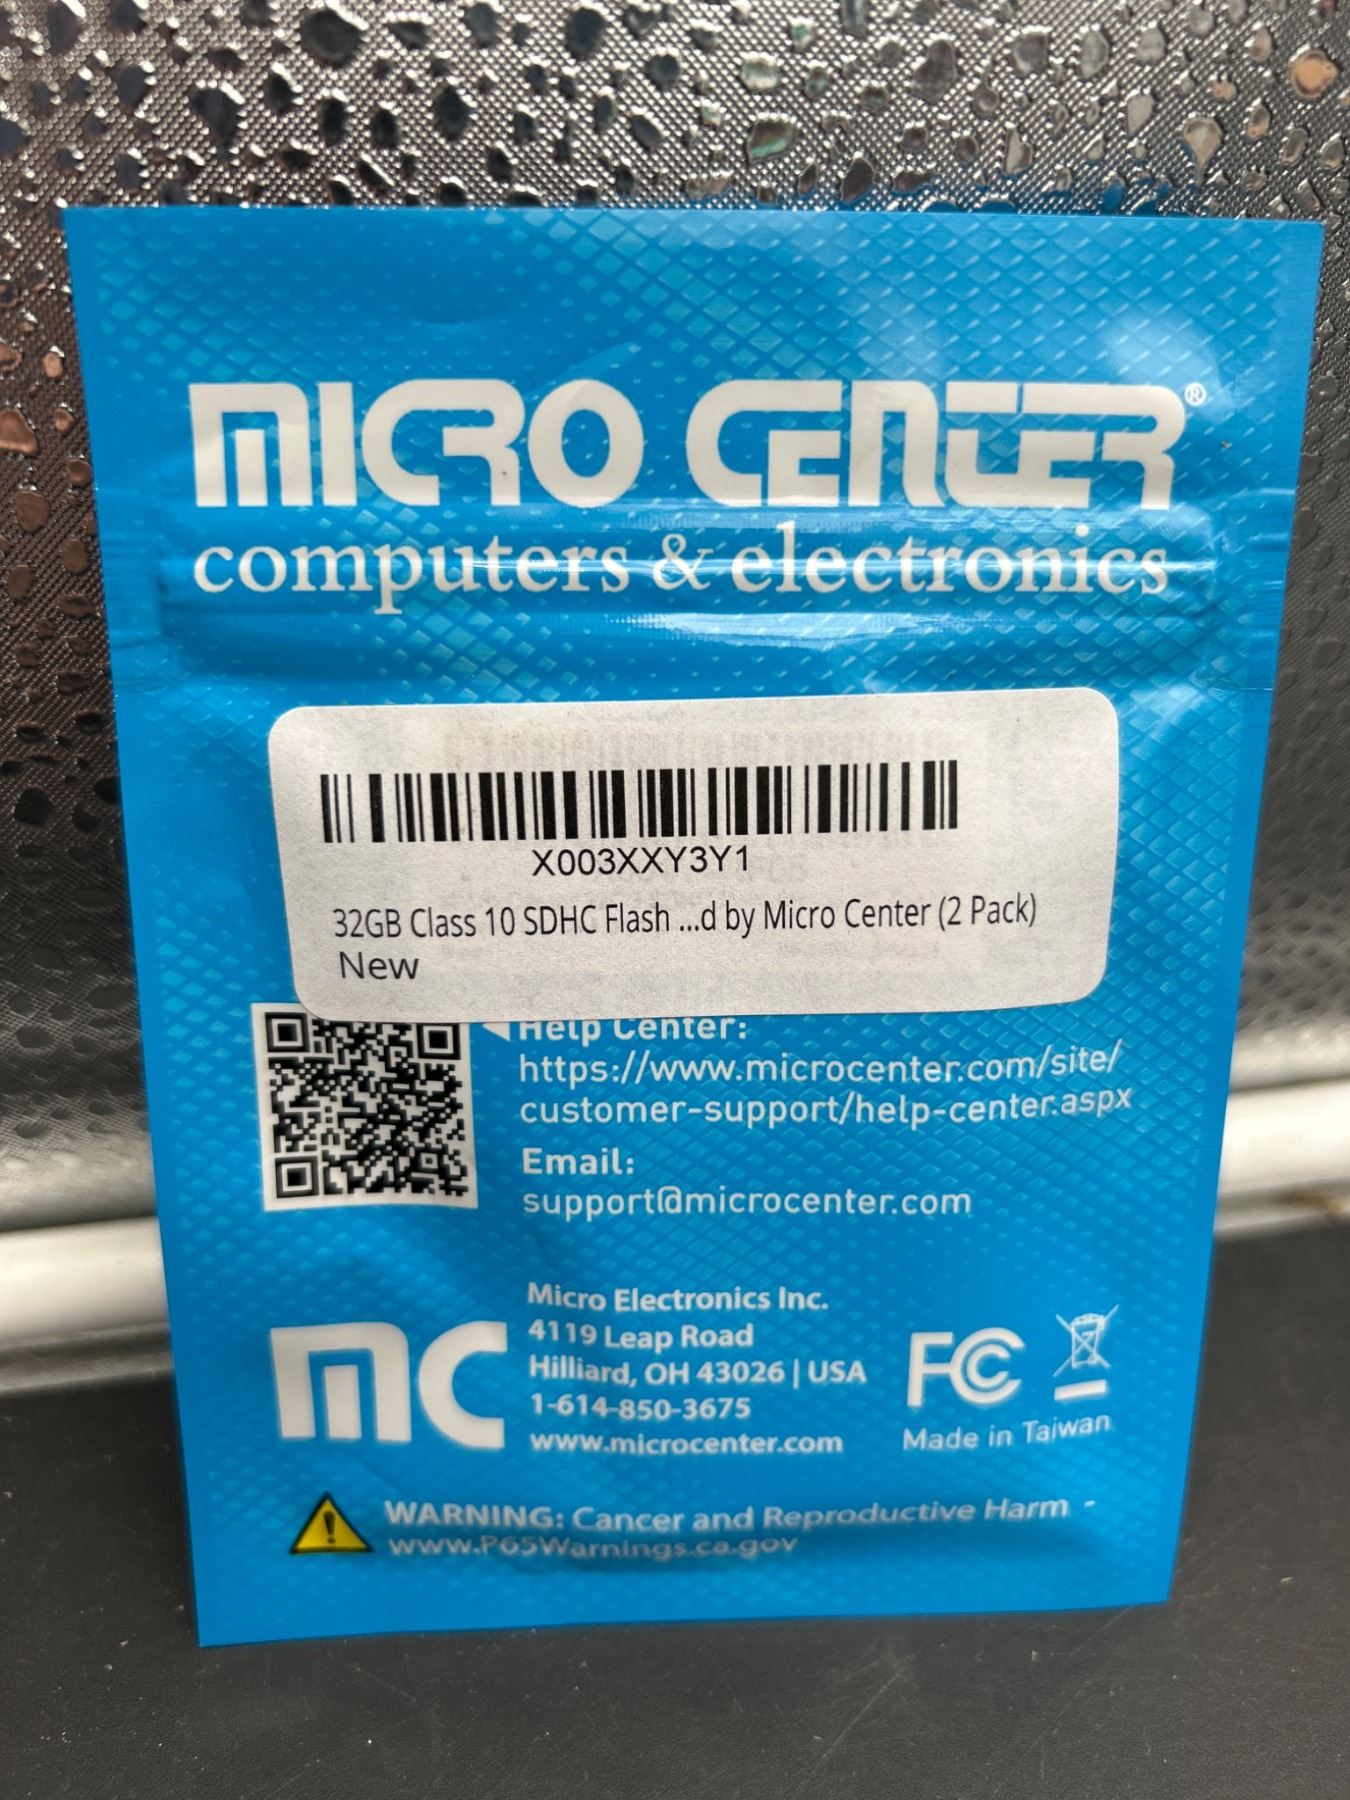 MICRO CENTER®
computers & electronics
X003XXY3Y1
32GB Class 10 SDHC Flash ...d by Micro Center (2 Pack)
New
Help Center:
https://www.microcenter.com/site/
customer-support/help-center.aspx
Email:
support@microcenter.com
MC
Micro Electronics Inc.
4119 Leap Road
Hilliard, OH 43026 | USA
1-614-850-3675
www.microcenter.com
FC
Made in Taiwan
WARNING: Cancer and Reproductive Harm -
www.P65Warnings.ca.gov